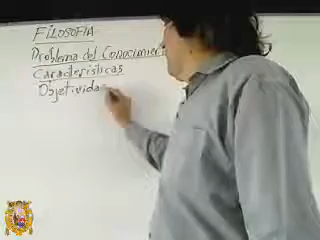 FILOSOFIA
Problema del Conocimient
Características
Objetivida